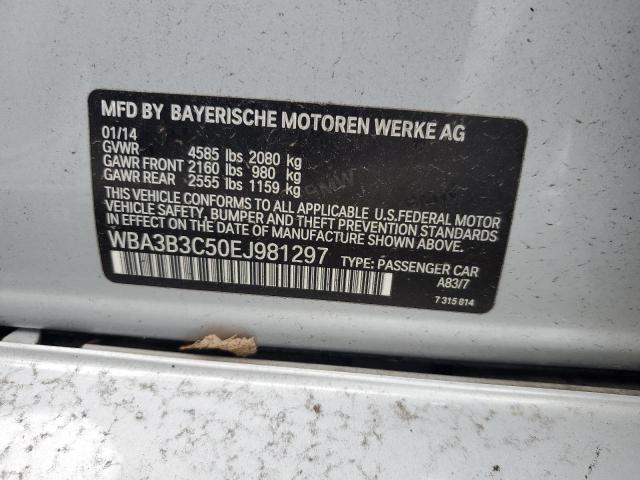 MFD BY BAYERISCHE MOTOREN WERKE AG
01/14
GVWR 4585 lbs 2080 kg
GAWR FRONT 2160 lbs 980 kg
GAWR REAR 2555 lbs 1159 kg
THIS VEHICLE CONFORMS TO ALL APPLICABLE U.S.FEDERAL MOTOR
VEHICLE SAFETY, BUMPER AND THEFT PREVENTION STANDARDS
IN EFFECT ON THE DATE OF MANUFACTURE SHOWN ABOVE.
WBA3B3C50EJ981297 TYPE: PASSENGER CAR
A83/7
7 315 814